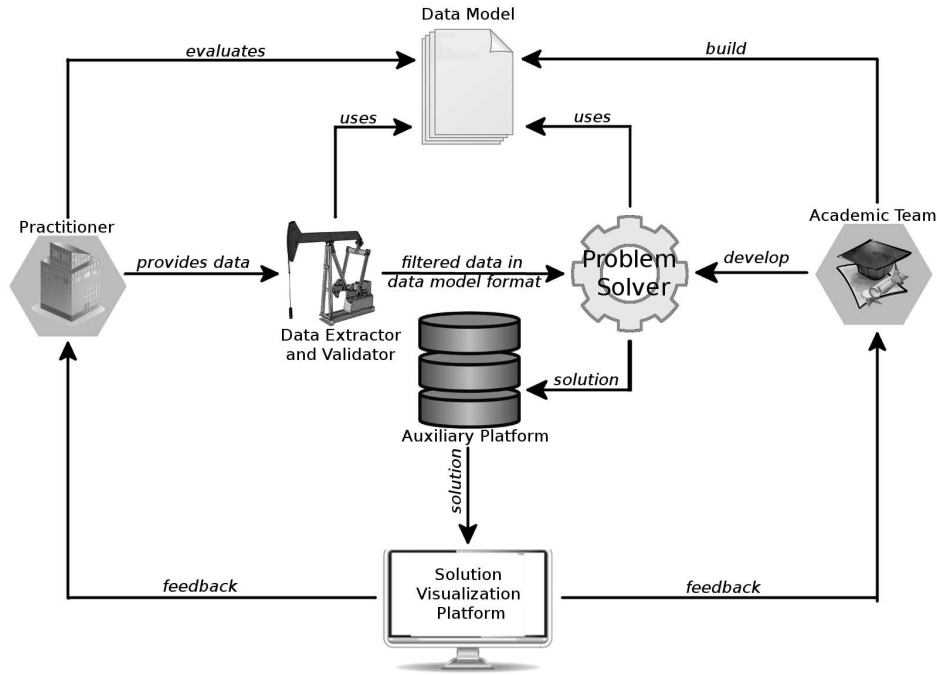 Data Model
evaluates
build
uses
uses
Practitioner
Academic Team
provides data
filtered data in
data model format
Problem
Solver
develop
Data Extractor
and Validator
solution
Auxiliary Platform
solution
Solution
Visualization
Platform
feedback
feedback